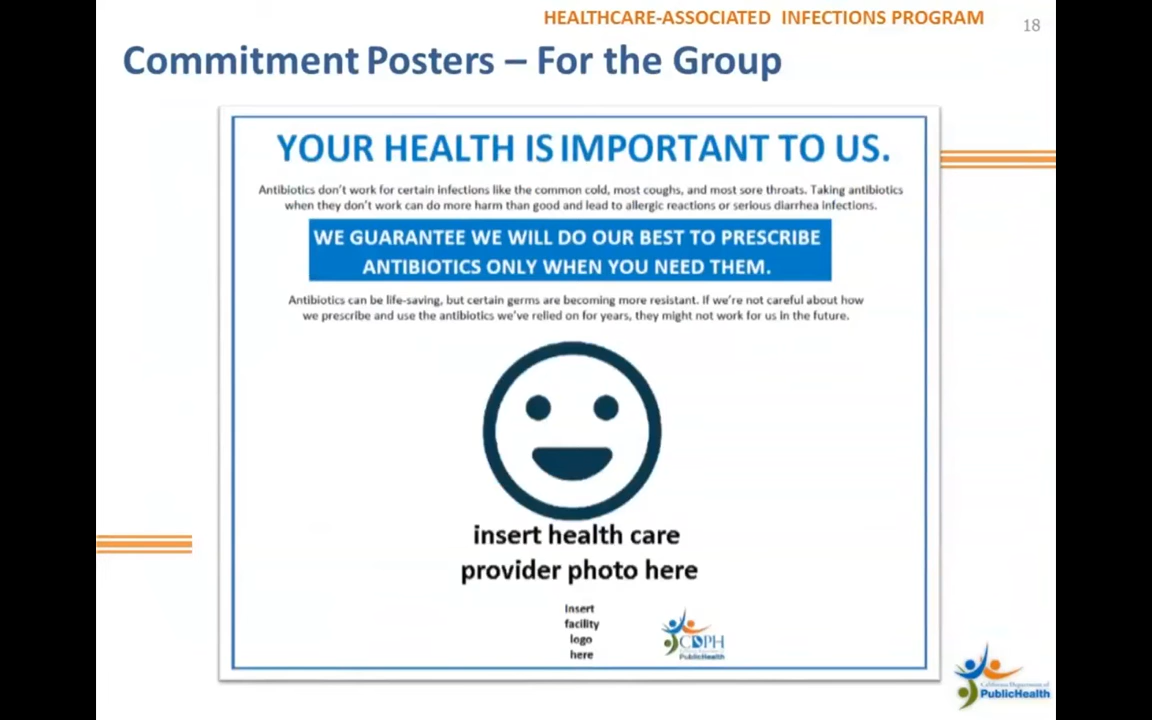 HEALTHCARE-ASSOCIATED INFECTIONS PROGRAM
18
Commitment Posters – For the Group
YOUR HEALTH IS IMPORTANT TO US.
Antibiotics don't work for certain infections like the common cold, most coughs, and most sore throats. Taking antibiotics
when they don't work can do more harm than good and lead to allergic reactions or serious diarrhea infections.
WE GUARANTEE WE WILL DO OUR BEST TO PRESCRIBE
ANTIBIOTICS ONLY WHEN YOU NEED THEM.
Antibiotics can be life-saving, but certain germs are becoming more resistant. If we're not careful about how
we prescribe and use the antibiotics we've relied on for years, they might not work for us in the future.
insert health care
provider photo here
Insert
facility
logo
here
CDPH
PublicHealth
California Department of
PublicHealth